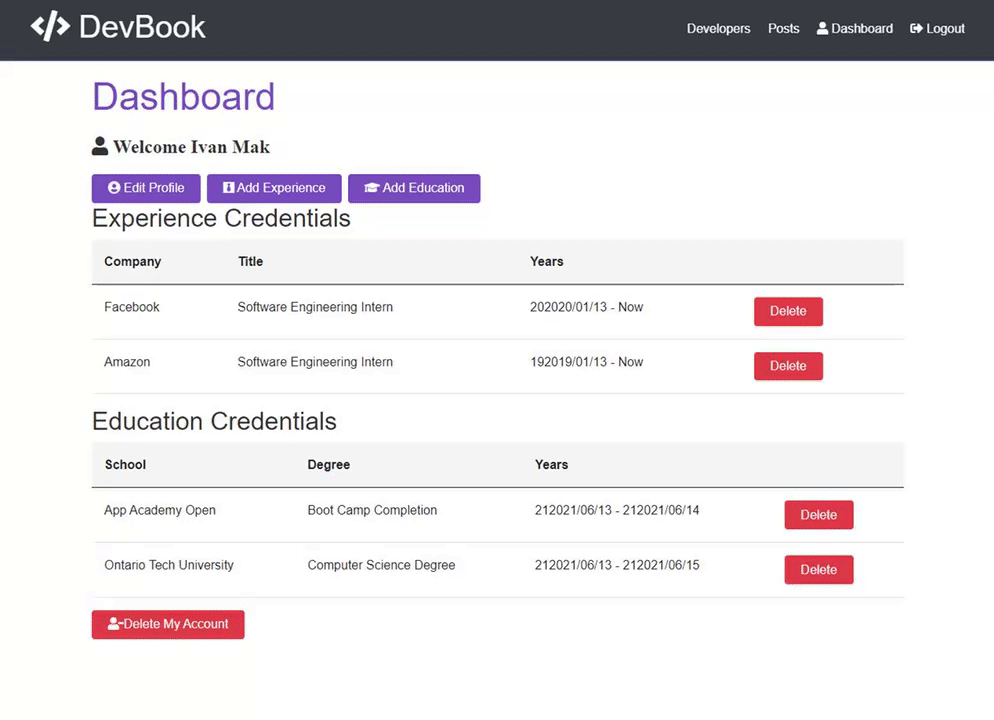 </> DevBook
Developers Posts Dashboard Logout
Dashboard
Welcome Ivan Mak
Edit Profile Add Experience Add Education
Experience Credentials
Company Title Years
Facebook Software Engineering Intern 202020/01/13 - Now Delete
Amazon Software Engineering Intern 192019/01/13 - Now Delete
Education Credentials
School Degree Years
App Academy Open Boot Camp Completion 212021/06/13 - 212021/06/14 Delete
Ontario Tech University Computer Science Degree 212021/06/13 - 212021/06/15 Delete
Delete My Account